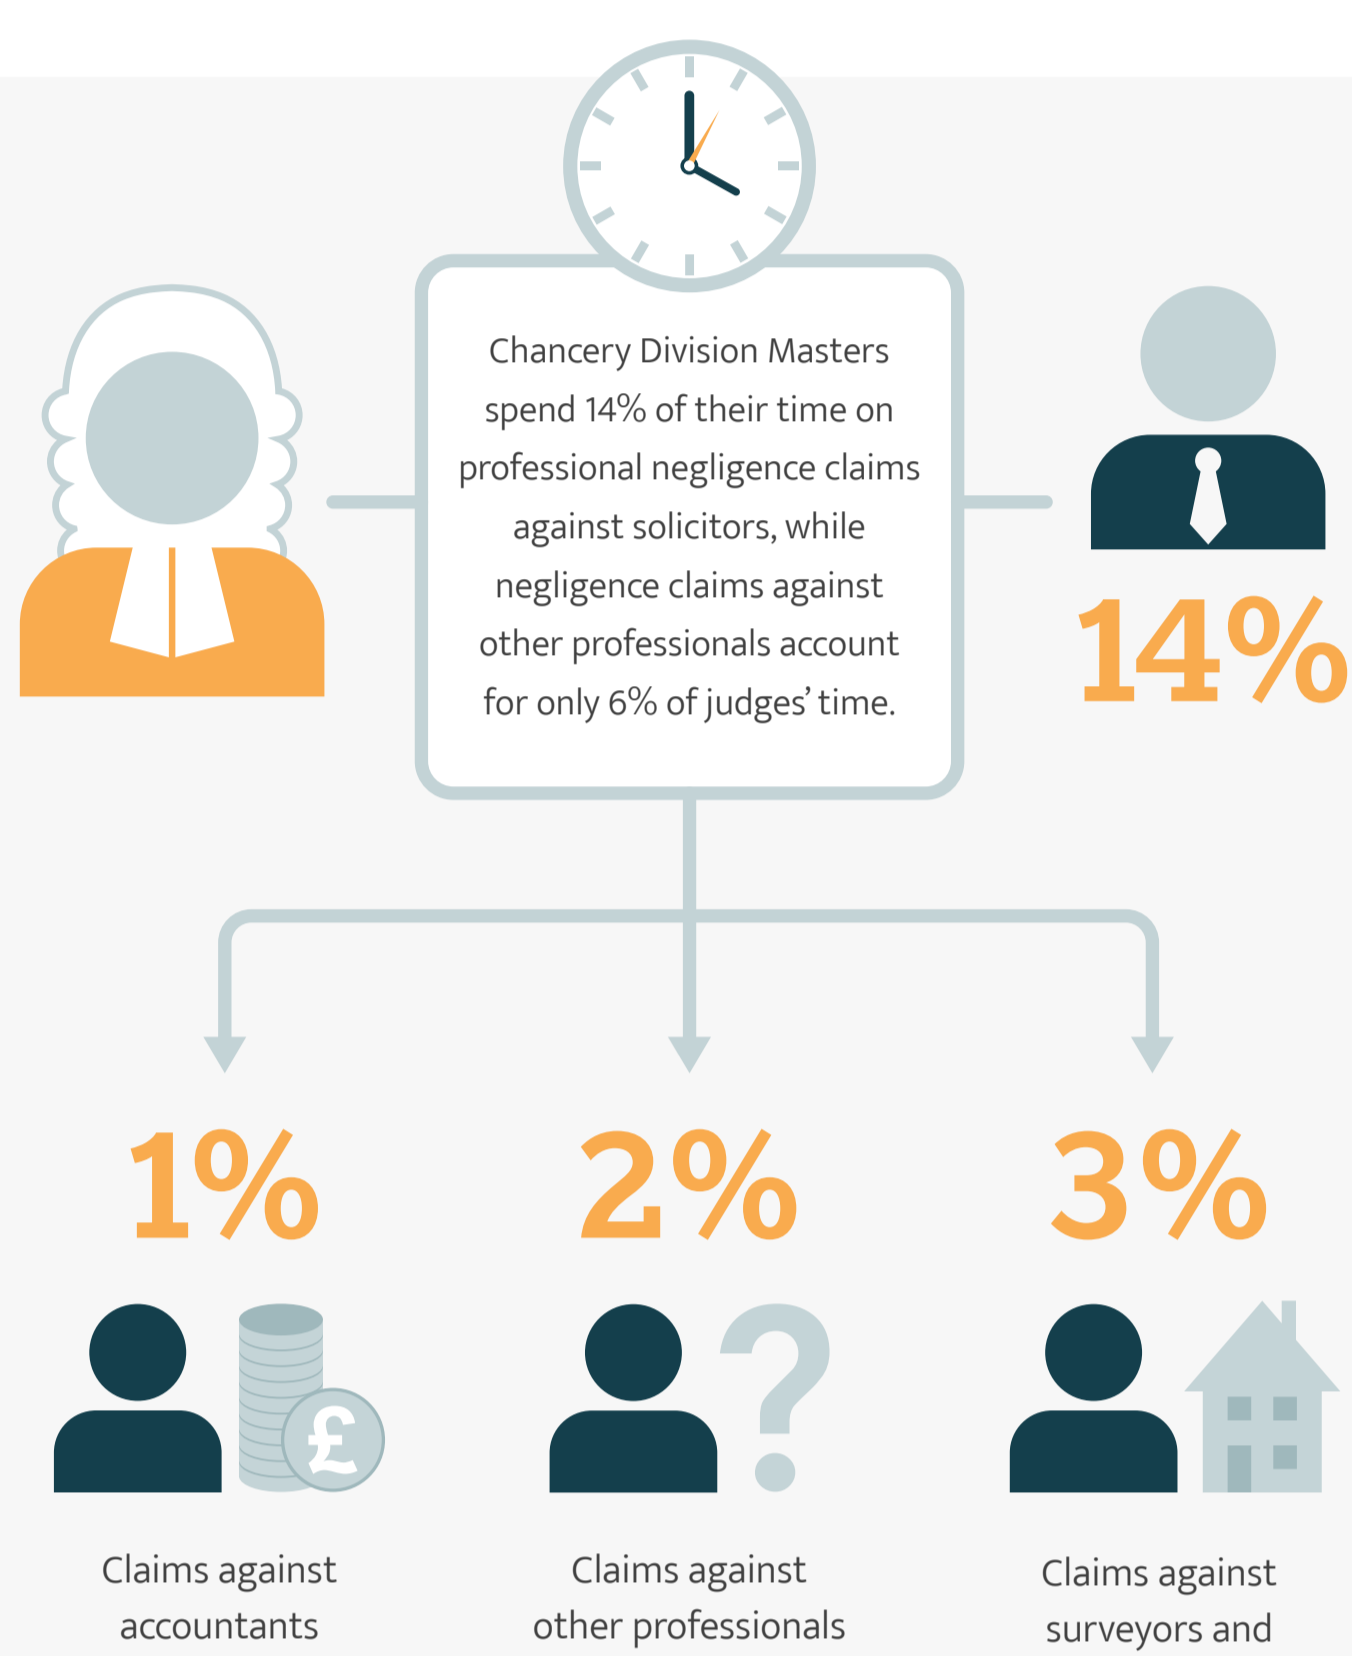 Chancery Division Masters
spend 14% of their time on
professional negligence claims
against solicitors, while
negligence claims against
other professionals account
for only 6% of judges’ time.
14%
1%
2%
3%
£
?
Claims against
accountants
Claims against
other professionals
Claims against
surveyors and